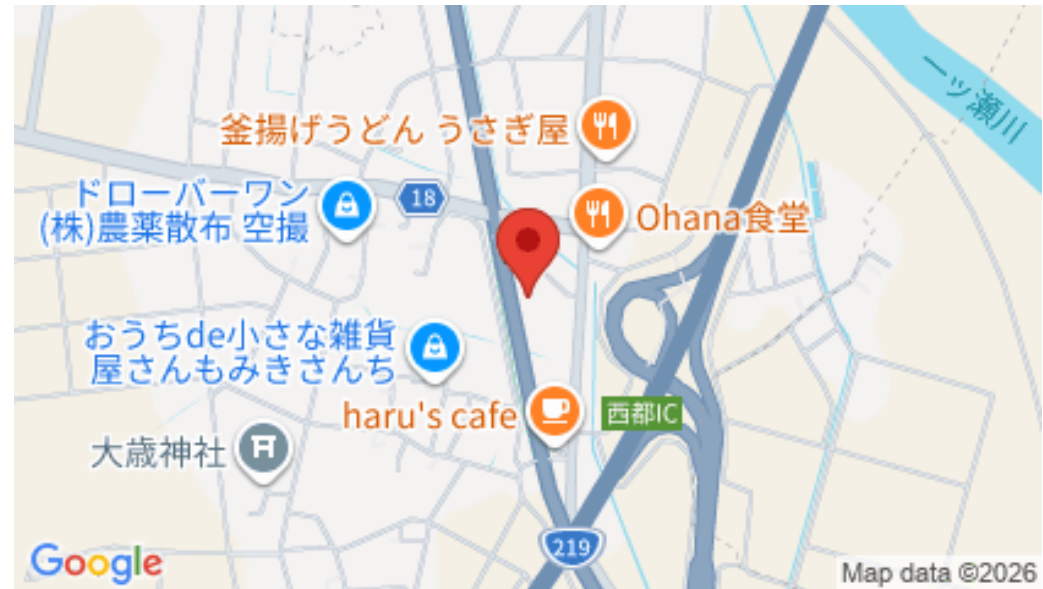 一ッ瀬川
釜揚げうどん うさぎ屋
ドローバーワン
(株)農薬散布 空撮
18
Ohana食堂
おうちde小さな雑貨
屋さんもみきさんち
haru's cafe
西都IC
大歳神社
219
Google
Map data ©2026